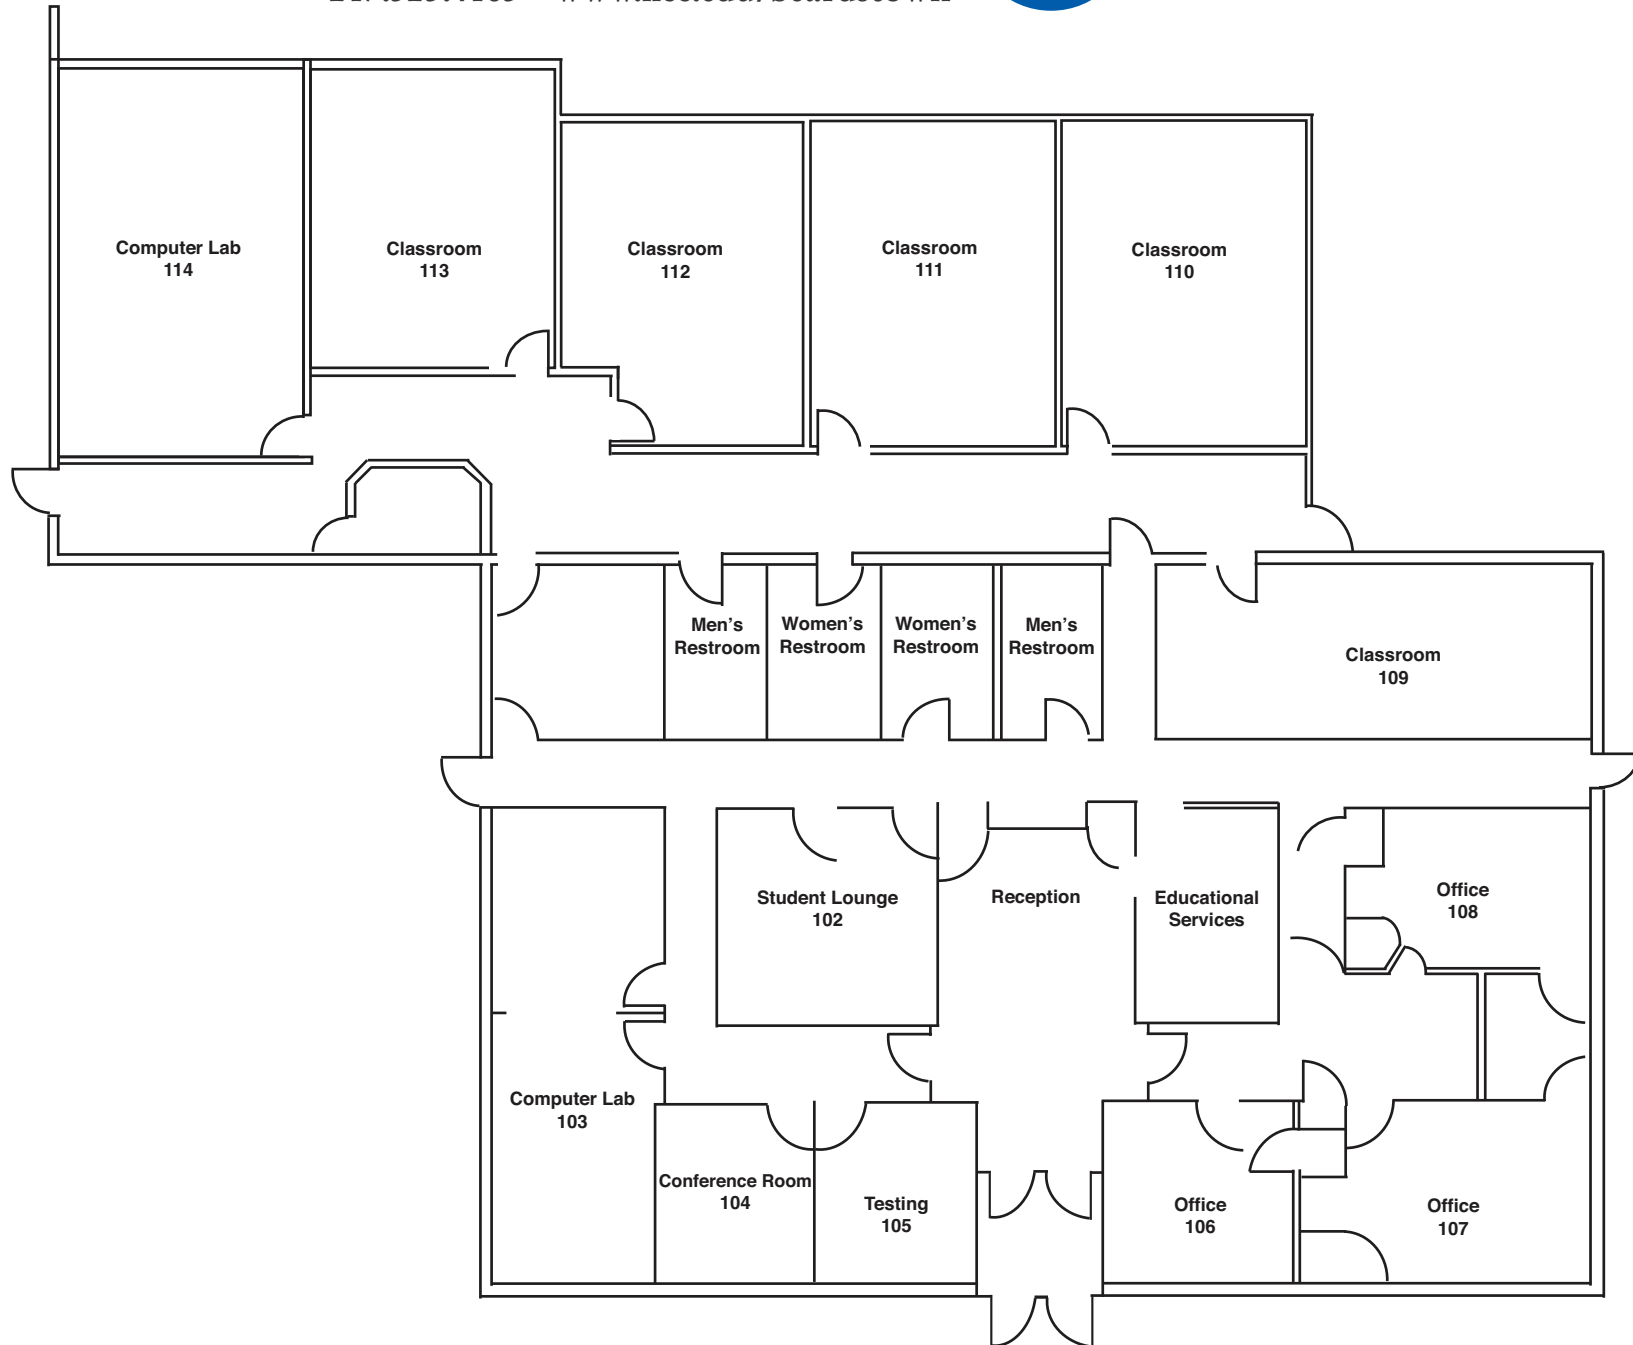 Computer Lab
114
Classroom
113
Classroom
112
Classroom
111
Classroom
110
Men's
Restroom
Women's
Restroom
Women's
Restroom
Men's
Restroom
Classroom
109
Student Lounge
102
Reception
Educational
Services
Office
108
Computer Lab
103
Conference Room
104
Testing
105
Office
106
Office
107